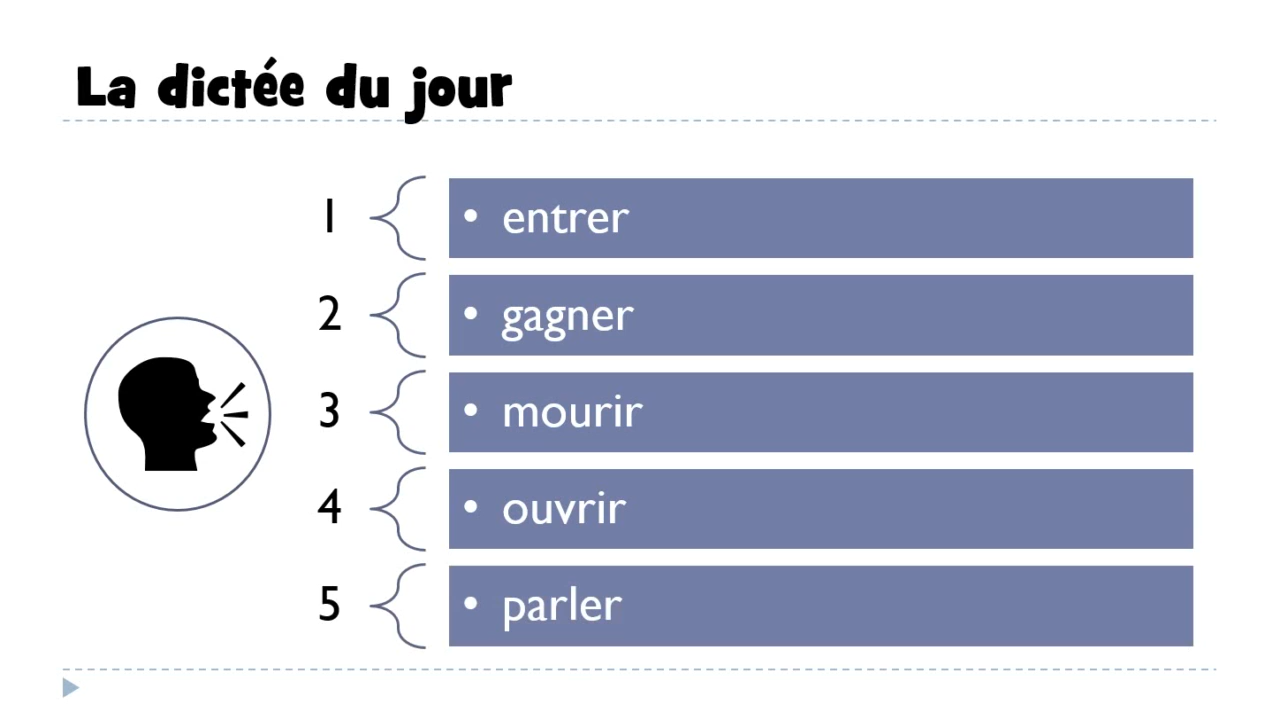 La dictée du jour
1 • entrer
2 • gagner
3 • mourir
4 • ouvrir
5 • parler